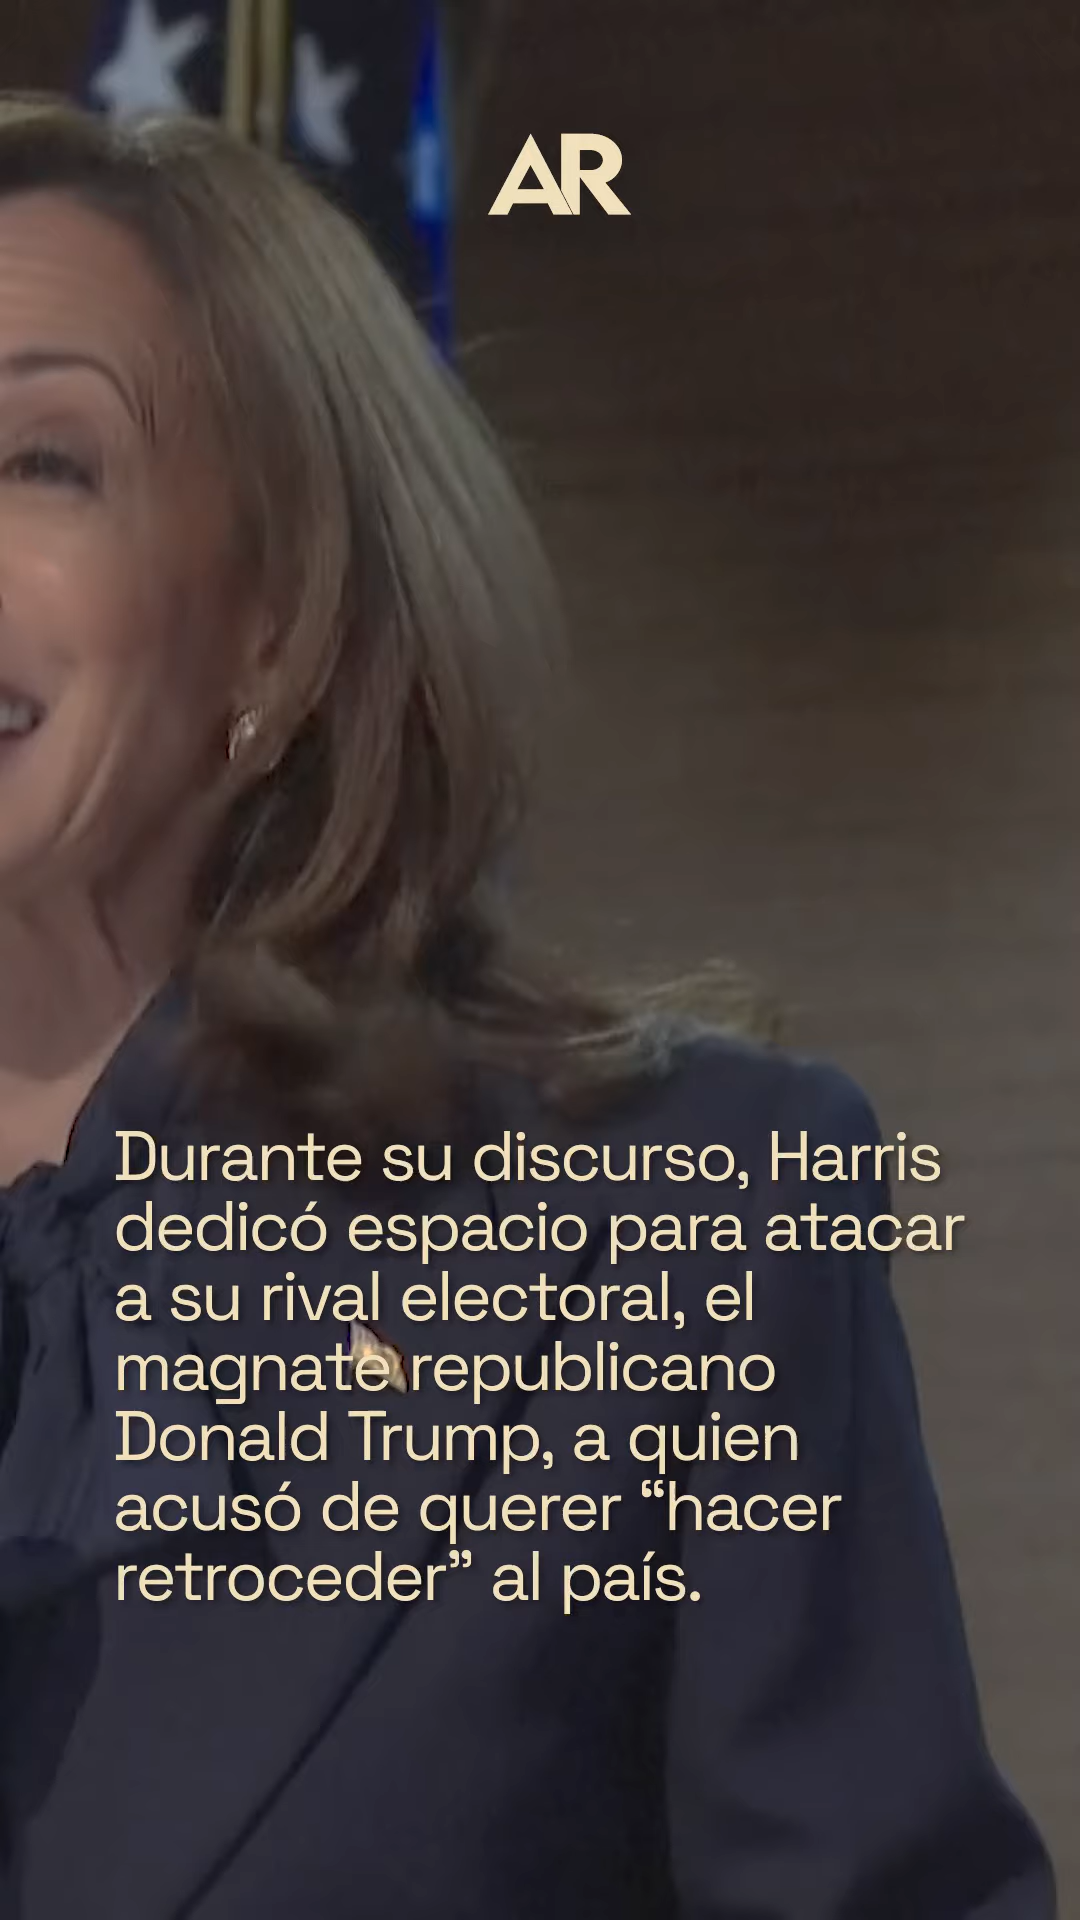 AR
Durante su discurso, Harris
dedicó espacio para atacar
a su rival electoral, el
magnate republicano
Donald Trump, a quien
acusó de querer “hacer
retroceder” al país.